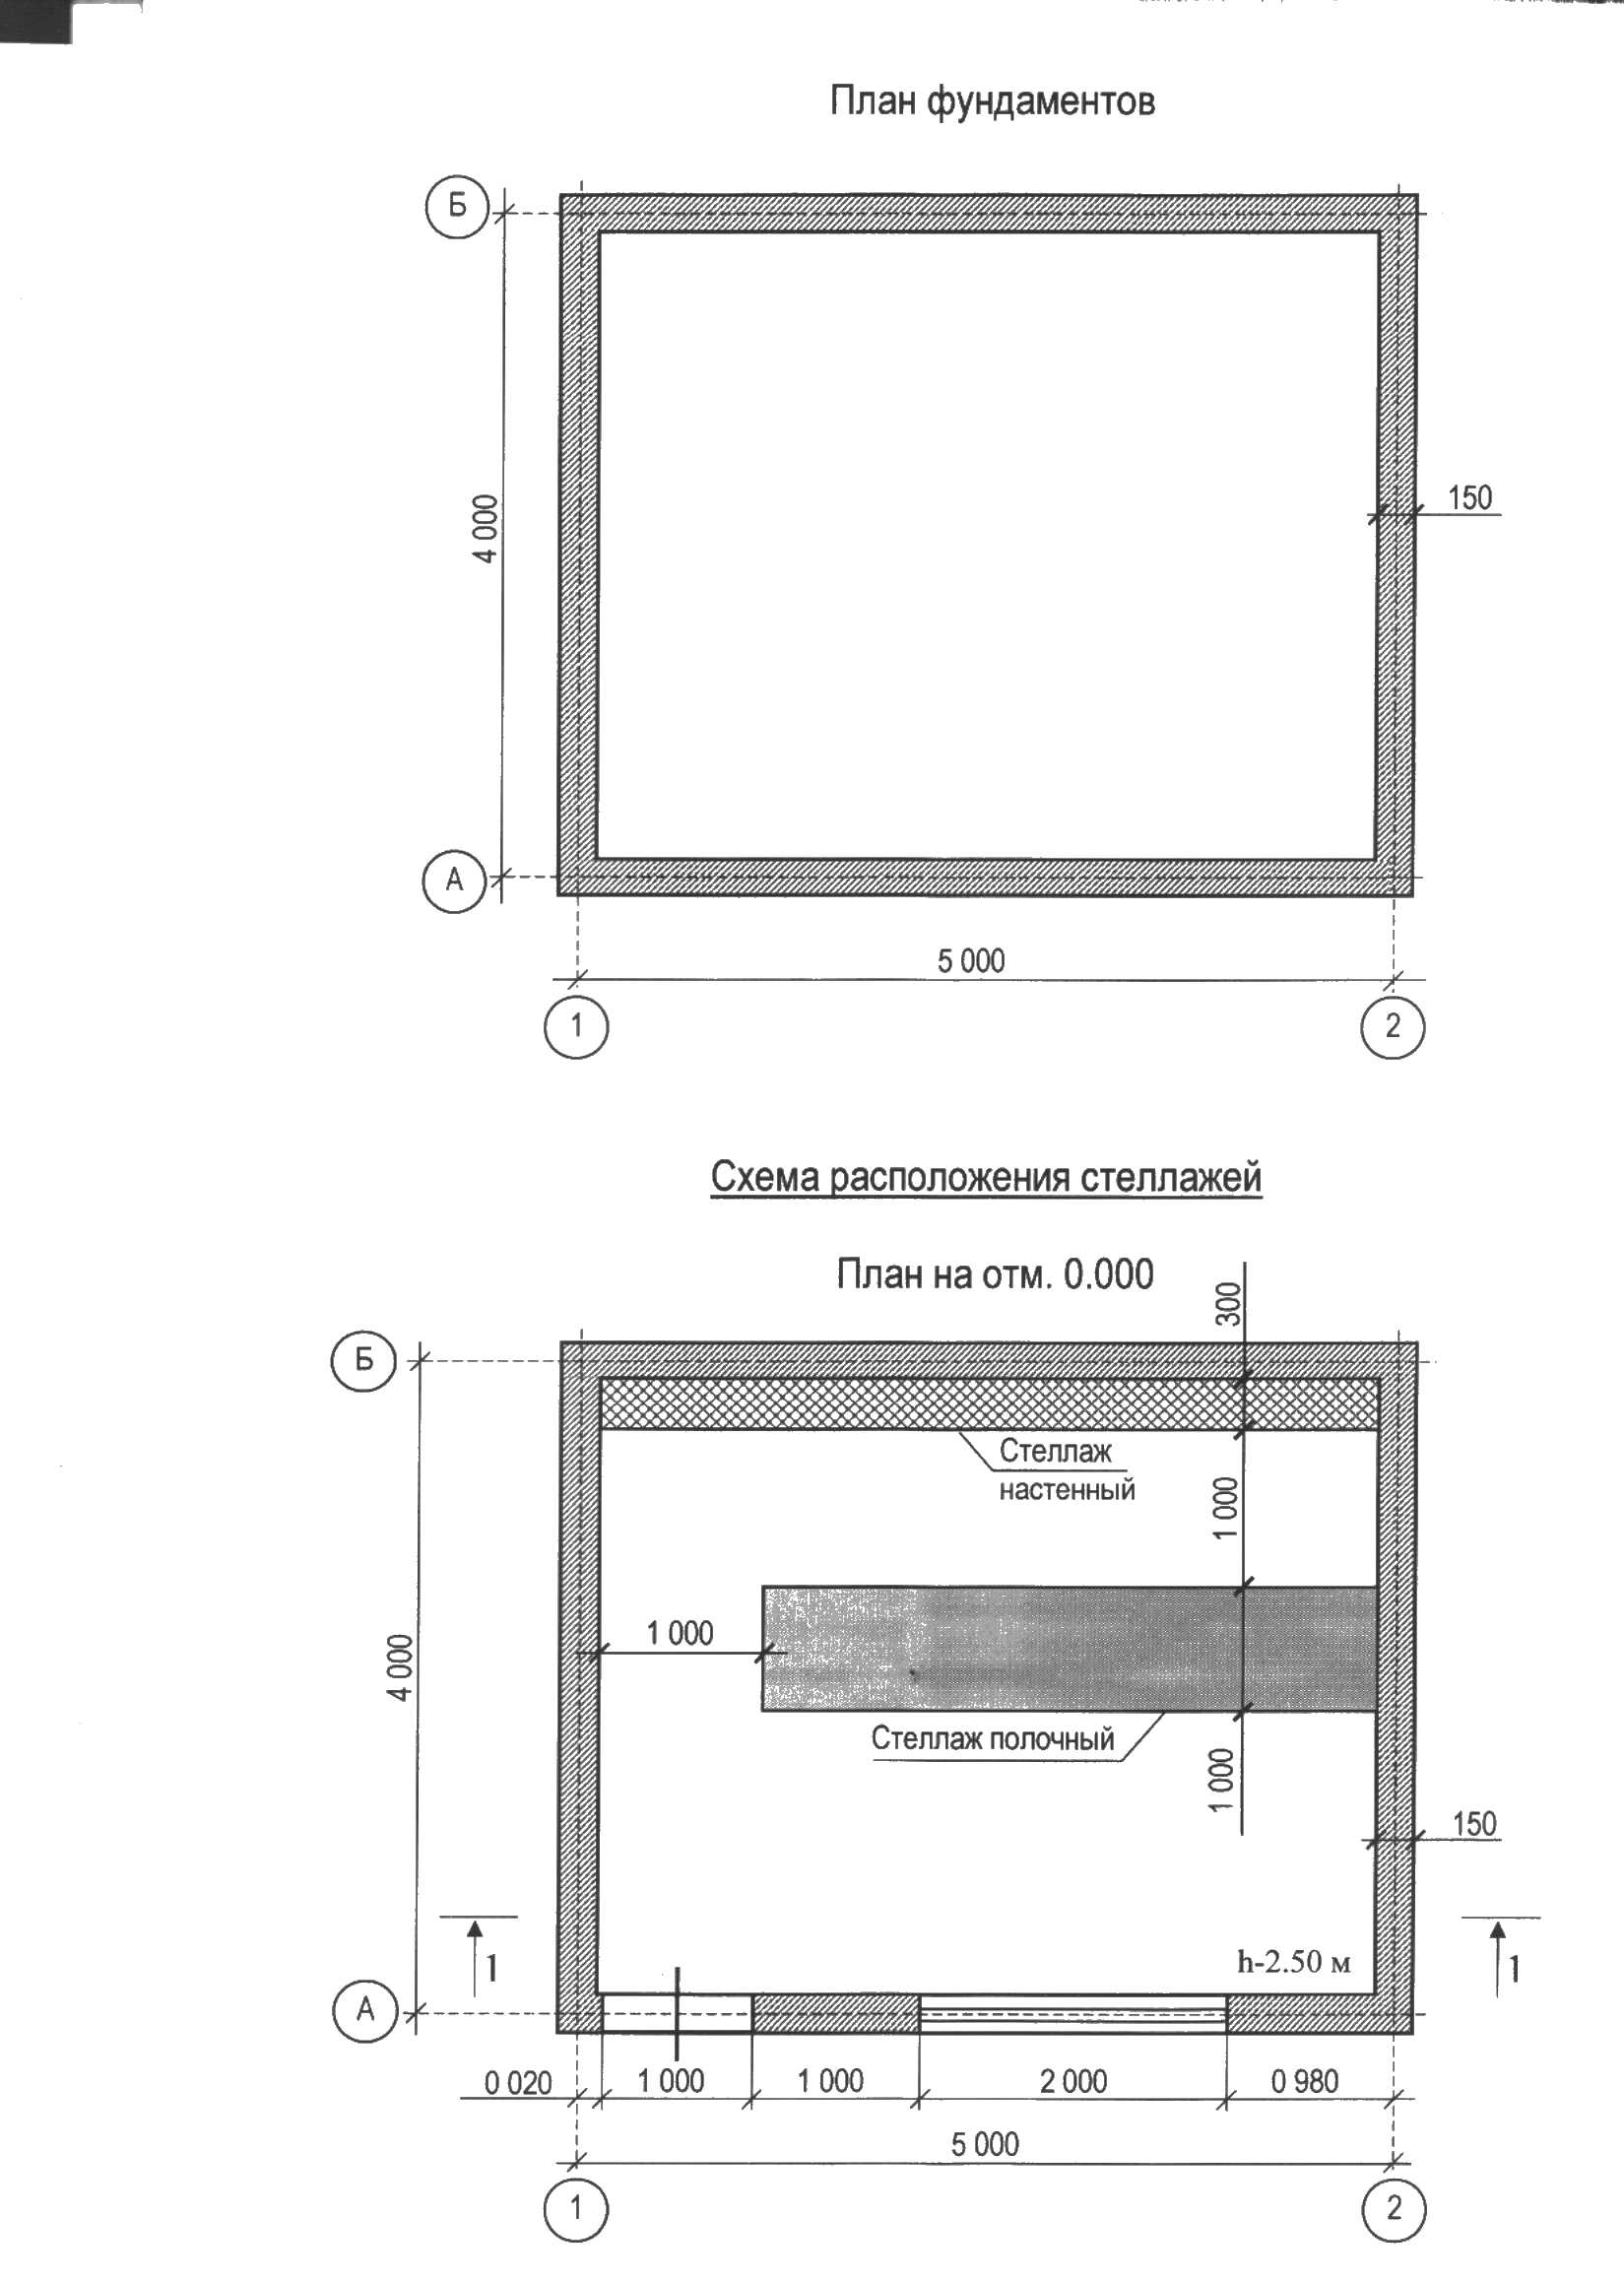 План фундаментов
Б
4 000
150
А
5 000
1
2
Схема расположения стеллажей
План на отм. 0.000
300
Б
Стеллаж
настенный
1 000
1 000
4 000
Стеллаж полочный
1 000
150
1
h-2.50 м
1
А
0 020
1 000
1 000
2 000
0 980
5 000
1
2